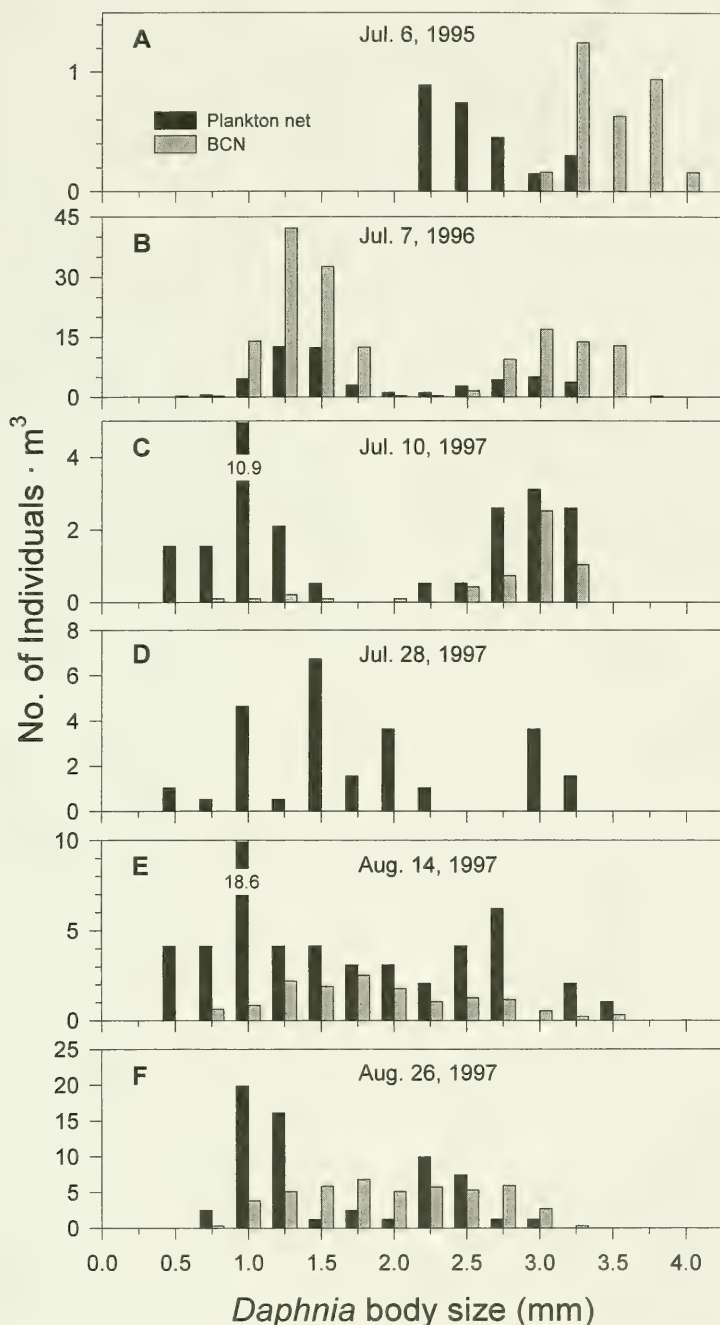 A
Jul. 6, 1995
1
0
Plankton net
BCN
B
Jul. 7, 1996
45
30
15
0
C
Jul. 10, 1997
4
2
0
10.9
D
Jul. 28, 1997
8
6
4
2
0
E
Aug. 14, 1997
10
5
0
18.6
F
Aug. 26, 1997
25
20
15
10
5
0
0.0 0.5 1.0 1.5 2.0 2.5 3.0 3.5 4.0
Daphnia body size (mm)
No. of Individuals · m³